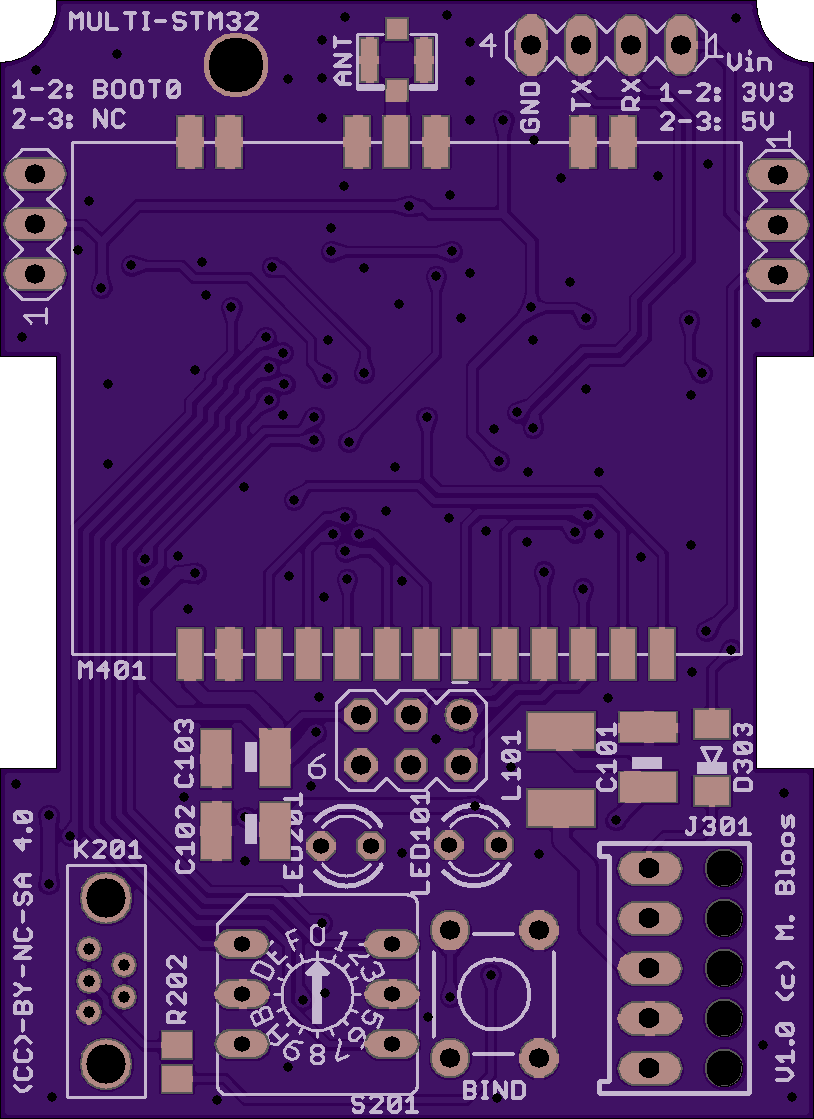 MULTI-STM32
ANT
4
1
Vin
GND
TX
RX
1-2: BOOT0
2-3: NC
1-2: 3V3
2-3: 5V
1
1
M401
C103
6
L101
C101
D303
C102
LED201
LED101
J301
K201
(CC)-BY-NC-SA 4.0
V1.0 (c) M. Bloos
R202
0123456789ABCDEF
S201
BIND